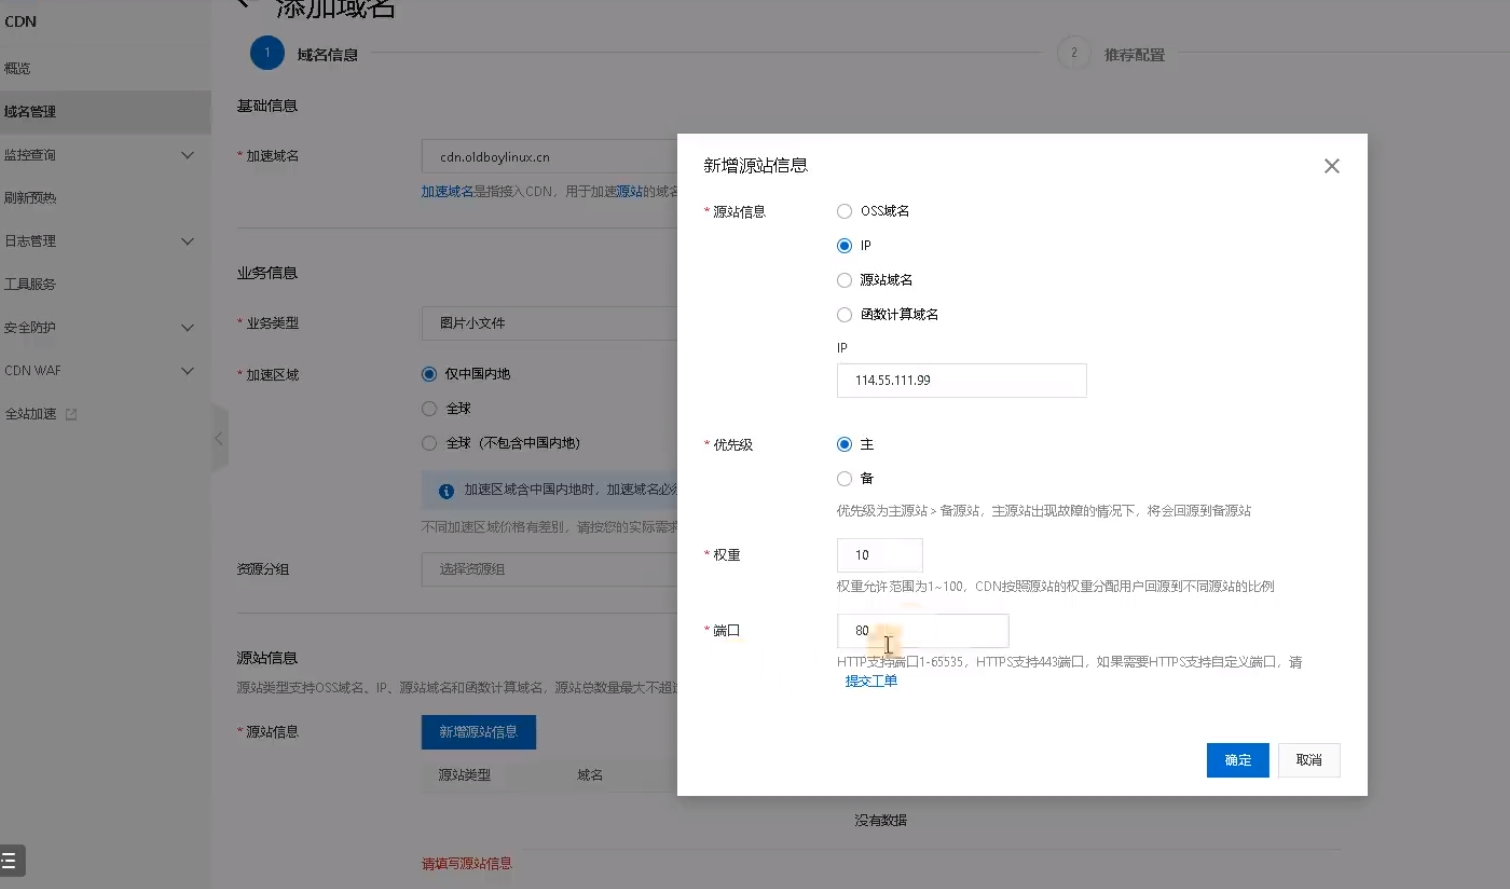 CDN
添加域名
1
域名信息
2
推荐配置
概览
域名管理
监控查询
刷新预热
日志管理
工具服务
安全防护
CDN WAF
全站加速
基础信息
* 加速域名
cdn.oldboylinux.cn
加速域名是指接入CDN，用于加速源站的域名
业务信息
* 业务类型
图片小文件
* 加速区域
仅中国内地
全球
全球（不包含中国内地）
加速区域含中国内地时，加速域名必须
不同加速区域价格有差别，请按您的实际需求
资源分组
选择资源组
源站信息
源站类型支持OSS域名、IP、源站域名和函数计算域名，源站总数量最大不超过
* 源站信息
新增源站信息
源站类型
域名
没有数据
请填写源站信息
新增源站信息
* 源站信息
OSS域名
IP
源站域名
函数计算域名
IP
114.55.111.99
* 优先级
主
备
优先级为主源站 > 备源站，主源站出现故障的情况下，将会回源到备源站
* 权重
10
权重允许范围为1~100，CDN按照源站的权重分配用户回源到不同源站的比例
* 端口
80
HTTP支持端口1-65535，HTTPS支持443端口，如果需要HTTPS支持自定义端口，请
提交工单
确定
取消